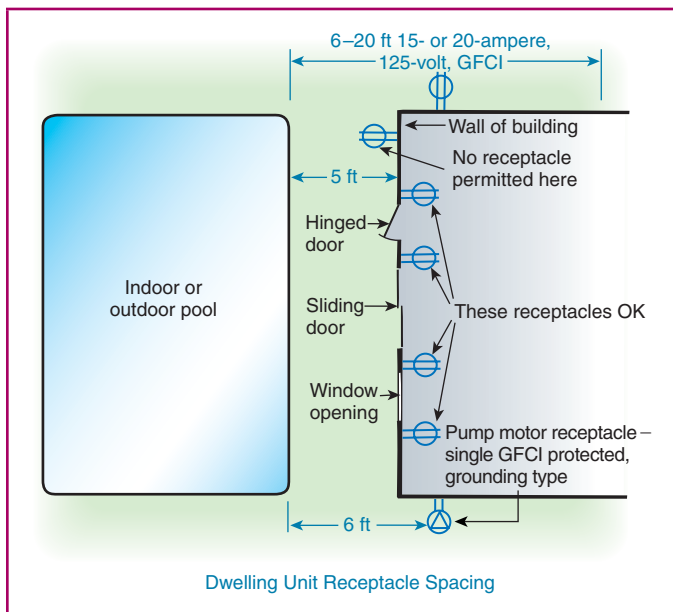 6–20 ft 15- or 20-ampere,
125-volt, GFCI
Wall of building
No receptacle
permitted here
5 ft
Hinged
door
Indoor or
outdoor pool
Sliding
door
These receptacles OK
Window
opening
Pump motor receptacle –
single GFCI protected,
grounding type
6 ft
Dwelling Unit Receptacle Spacing